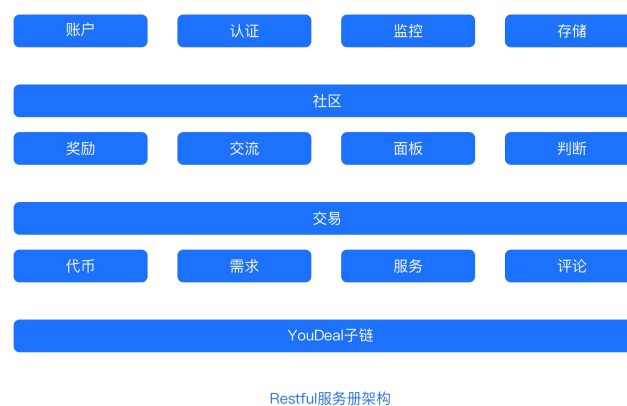 账户 认证 监控 存储
社区
奖励 交流 面板 判断
交易
代币 需求 服务 评论
YouDeal子链
Restful服务册架构